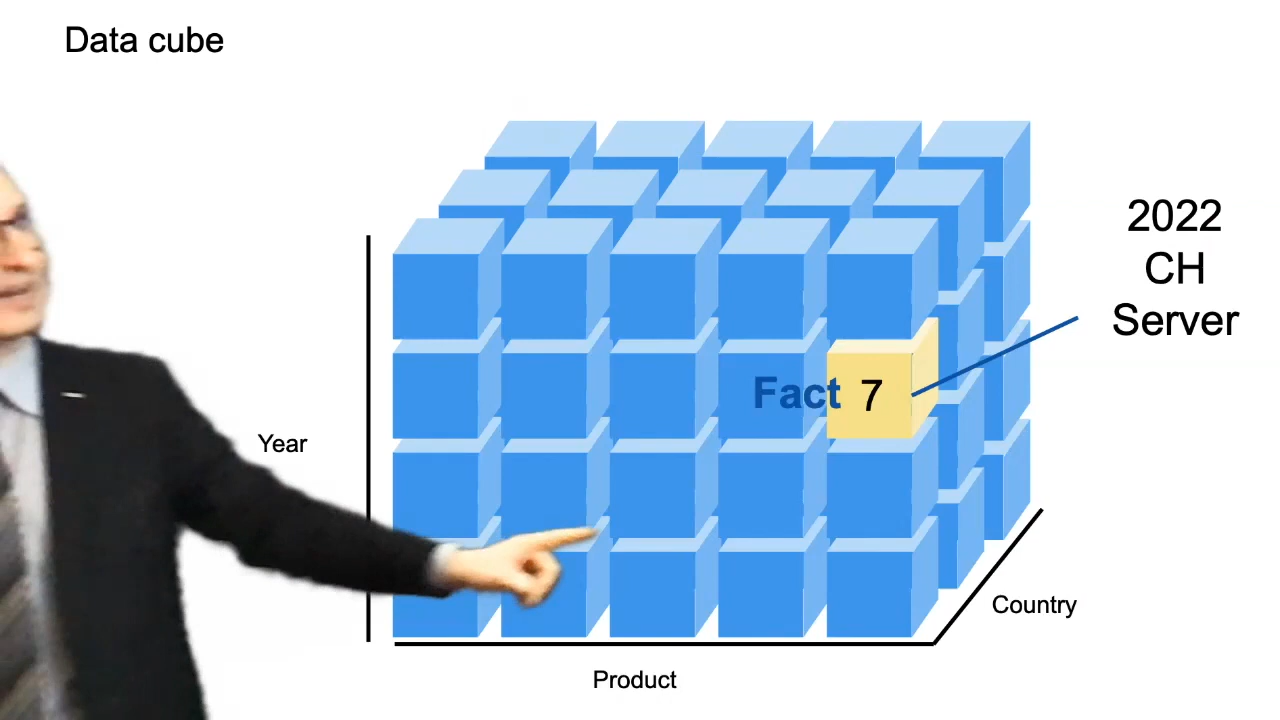 Data cube
2022
CH
Server
Fact 7
Year
Country
Product